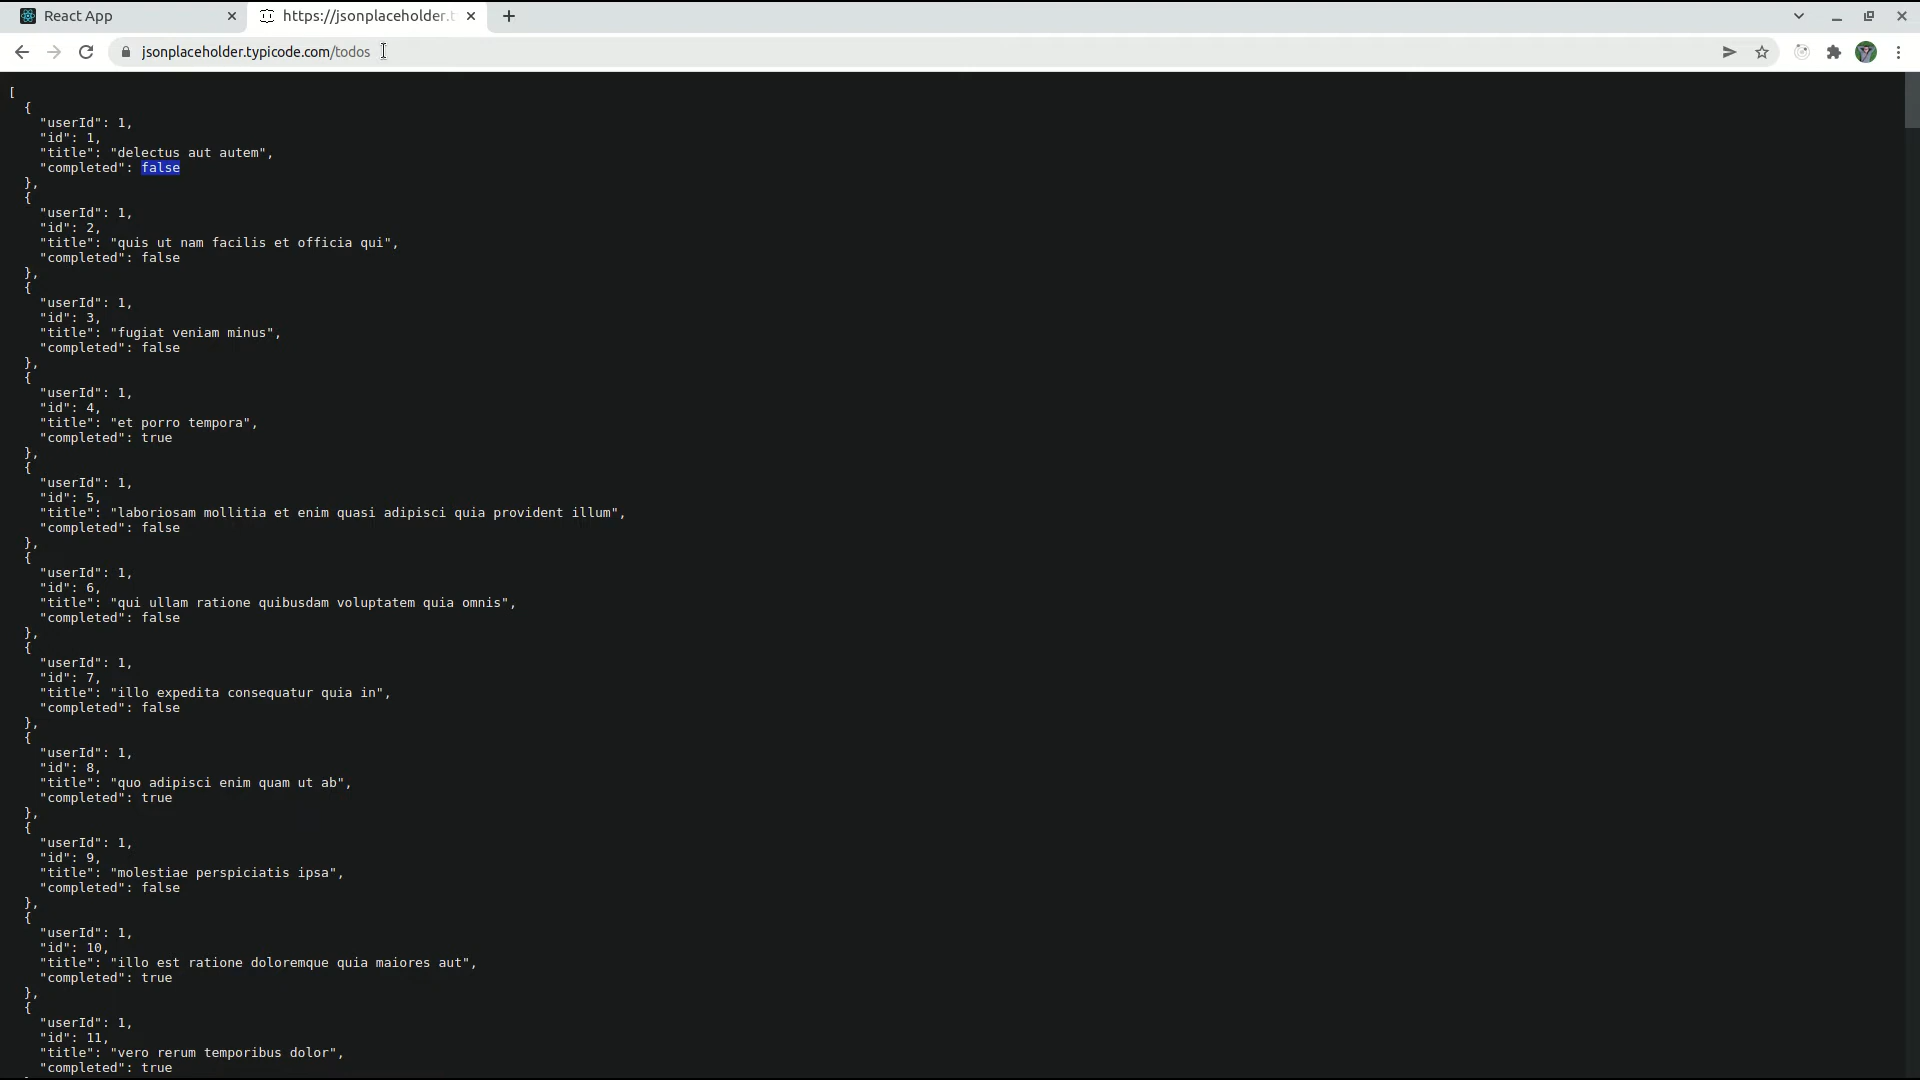 React App
https://jsonplaceholder.t
jsonplaceholder.typicode.com/todos
[
  {
    "userId": 1,
    "id": 1,
    "title": "delectus aut autem",
    "completed": false
  },
  {
    "userId": 1,
    "id": 2,
    "title": "quis ut nam facilis et officia qui",
    "completed": false
  },
  {
    "userId": 1,
    "id": 3,
    "title": "fugiat veniam minus",
    "completed": false
  },
  {
    "userId": 1,
    "id": 4,
    "title": "et porro tempora",
    "completed": true
  },
  {
    "userId": 1,
    "id": 5,
    "title": "laboriosam mollitia et enim quasi adipisci quia provident illum",
    "completed": false
  },
  {
    "userId": 1,
    "id": 6,
    "title": "qui ullam ratione quibusdam voluptatem quia omnis",
    "completed": false
  },
  {
    "userId": 1,
    "id": 7,
    "title": "illo expedita consequatur quia in",
    "completed": false
  },
  {
    "userId": 1,
    "id": 8,
    "title": "quo adipisci enim quam ut ab",
    "completed": true
  },
  {
    "userId": 1,
    "id": 9,
    "title": "molestiae perspiciatis ipsa",
    "completed": false
  },
  {
    "userId": 1,
    "id": 10,
    "title": "illo est ratione doloremque quia maiores aut",
    "completed": true
  },
  {
    "userId": 1,
    "id": 11,
    "title": "vero rerum temporibus dolor",
    "completed": true